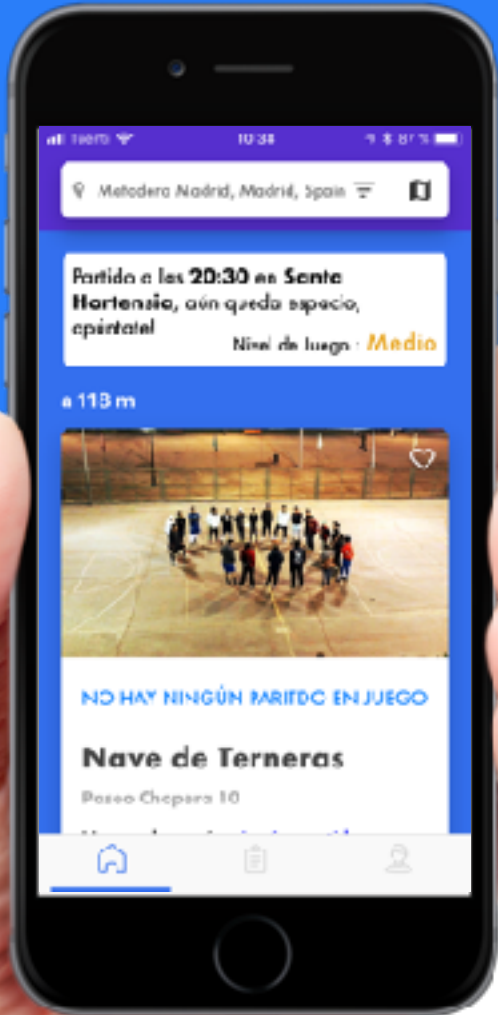 10:34
Matadero Madrid, Madrid, Spain
Partido a las 20:30 en Santa
Hortensia, aún queda espacio,
apúntate!
Nivel de Juego : Medio
a 113 m
NO HAY NINGÚN PARTIDO EN JUEGO
Nave de Terneras
Paseo Chopera 10